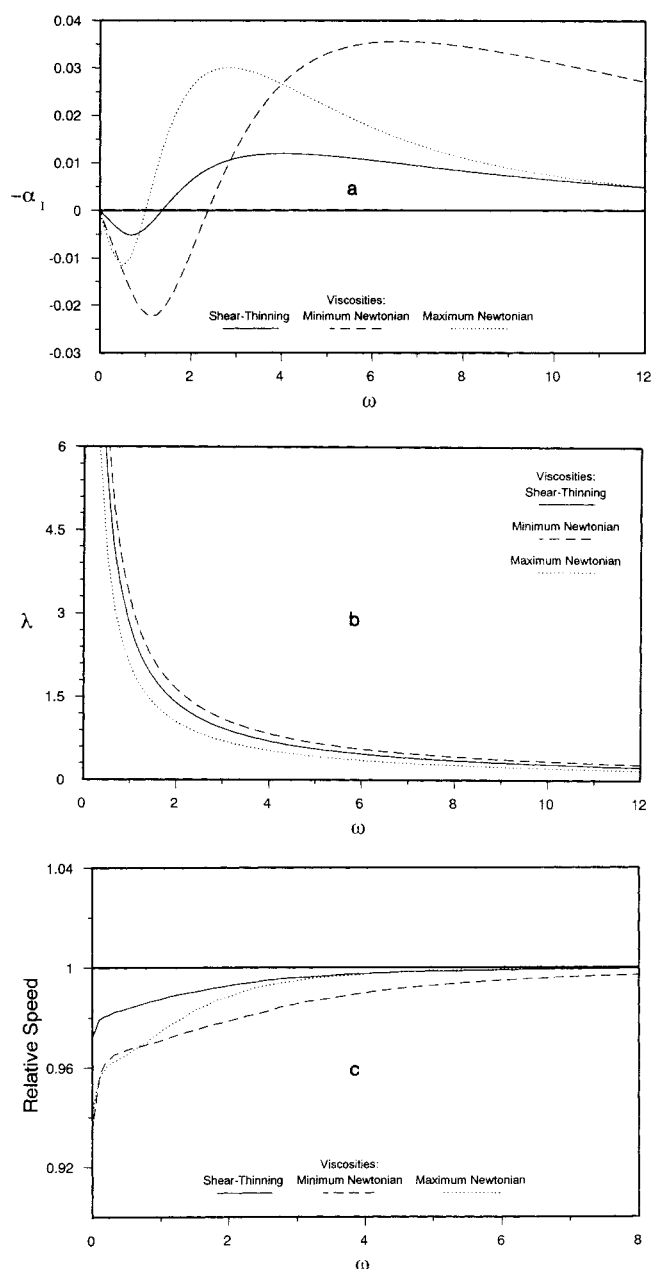 0.04
0.03
0.02
0.01
0
-0.01
-0.02
-0.03
−α I
a
Viscosities:
Shear-Thinning Minimum Newtonian Maximum Newtonian
0 2 4 6 8 10 12
ω
6
4.5
3
1.5
0
λ
Viscosities:
Shear-Thinning
Minimum Newtonian
Maximum Newtonian
b
0 2 4 6 8 10 12
ω
1.04
1
0.96
0.92
Relative Speed
c
Viscosities:
Shear-Thinning Minimum Newtonian Maximum Newtonian
0 2 4 6 8
ω